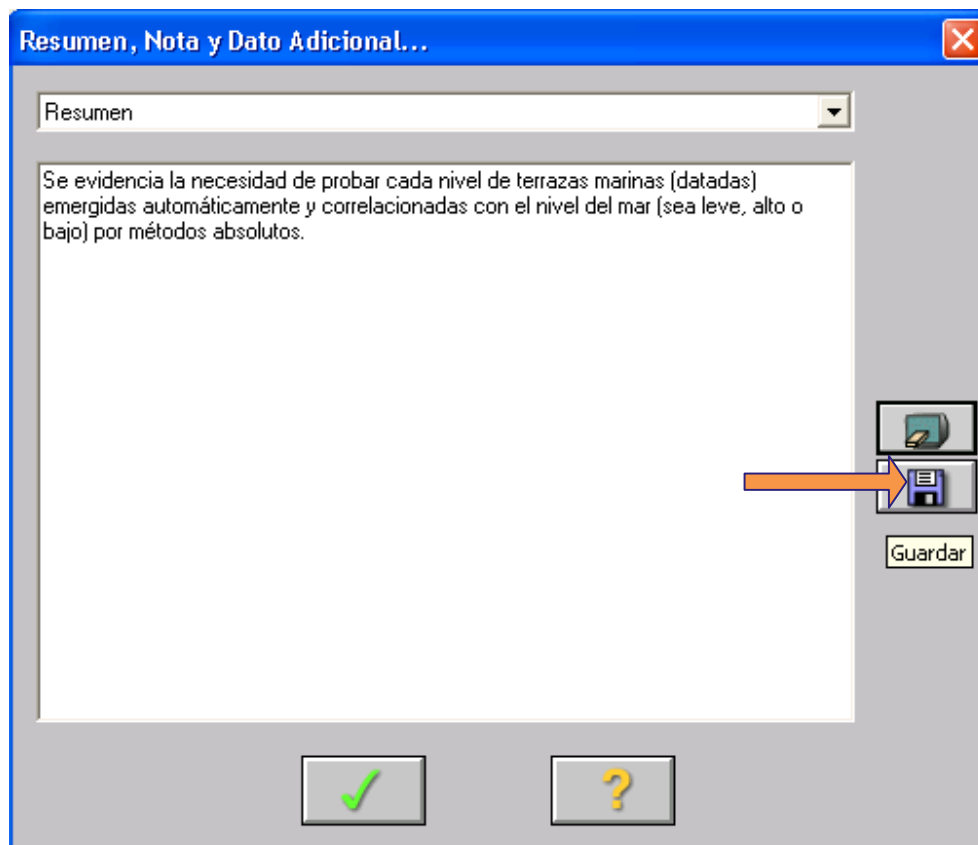 Resumen, Nota y Dato Adicional...
Resumen
Se evidencia la necesidad de probar cada nivel de terrazas marinas (datadas)
emergidas automáticamente y correlacionadas con el nivel del mar (sea leve, alto o
bajo) por métodos absolutos.
Guardar